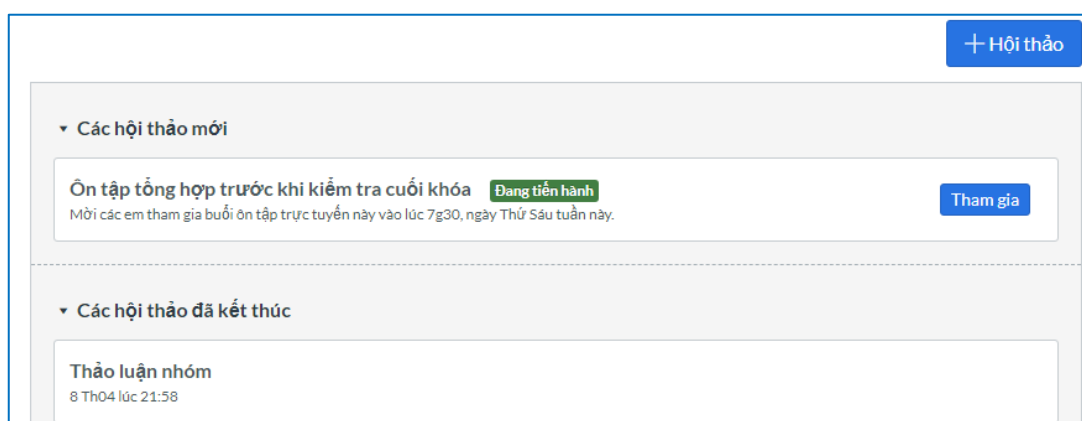 + Hội thảo
Các hội thảo mới
Ôn tập tổng hợp trước khi kiểm tra cuối khóa Đang tiến hành
Mời các em tham gia buổi ôn tập trực tuyến này vào lúc 7g30, ngày Thứ Sáu tuần này.
Tham gia
Các hội thảo đã kết thúc
Thảo luận nhóm
8 Th04 lúc 21:58